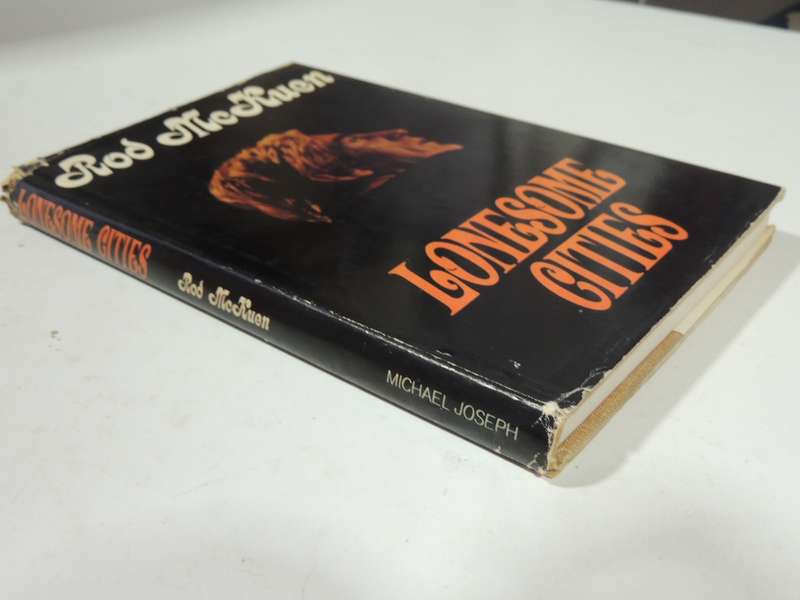 Rod McKuen
LONESOME
CITIES
LONESOME CITIES
Rod McKuen
MICHAEL JOSEPH